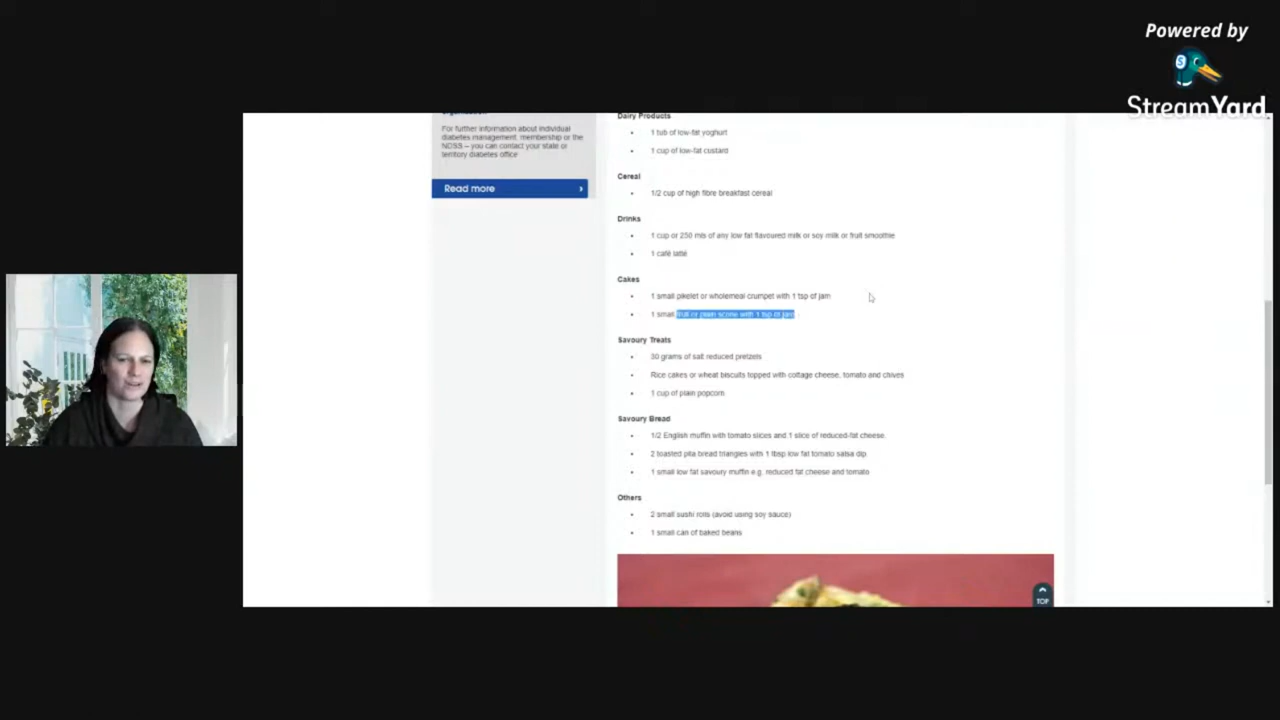 Powered by
StreamYard
For further information about individual
diabetes management, membership or the
NDSS – you can contact your state or
territory diabetes office
Read more
Dairy Products
1 tub of low-fat yoghurt
1 cup of low-fat custard
Cereal
1/2 cup of high fibre breakfast cereal
Drinks
1 cup or 250 mls of any low fat flavoured milk or soy milk or fruit smoothie
1 café latté
Cakes
1 small pikelet or wholemeal crumpet with 1 tsp of jam
1 small fruit or plain scone with 1 tsp of jam
Savoury Treats
30 grams of salt reduced pretzels
Rice cakes or wheat biscuits topped with cottage cheese, tomato and chives
1 cup of plain popcorn
Savoury Bread
1/2 English muffin with tomato slices and 1 slice of reduced-fat cheese.
2 toasted pita bread triangles with 1 tbsp low fat tomato salsa dip.
1 small low fat savoury muffin e.g. reduced fat cheese and tomato
Others
2 small sushi rolls (avoid using soy sauce)
1 small can of baked beans
TOP